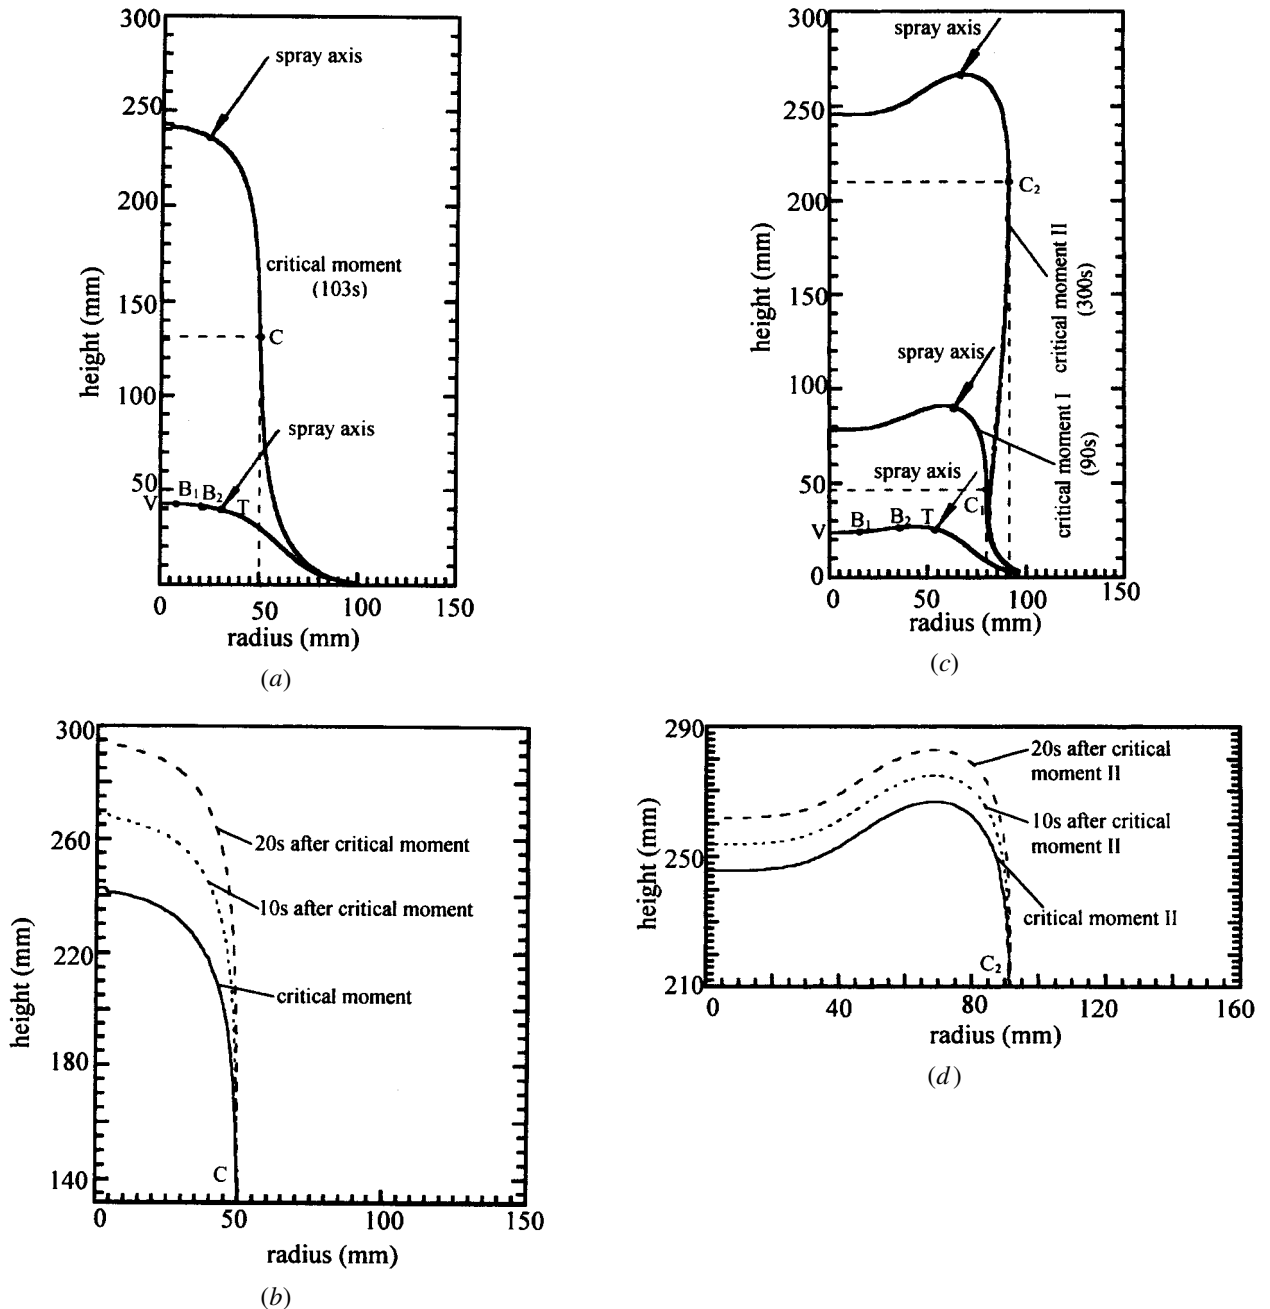 300
250
200
150
100
50
0
50
100
150
height (mm)
radius (mm)
spray axis
critical moment
(103s)
C
spray axis
V
B1
B2
T
(a)
300
250
200
150
100
50
0
0
50
100
150
height (mm)
radius (mm)
spray axis
C2
critical moment II
(300s)
spray axis
critical moment I
(90s)
spray axis
C1
V
B1
B2
T
(c)
300
260
220
180
140
0
50
100
150
height (mm)
radius (mm)
20s after critical moment
10s after critical moment
critical moment
C
(b)
290
250
210
0
40
80
120
160
height (mm)
radius (mm)
20s after critical
moment II
10s after critical
moment II
critical moment II
C2
(d)